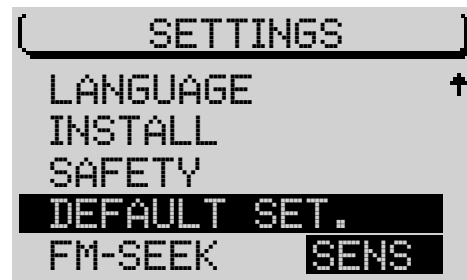 SETTINGS
LANGUAGE
INSTALL
SAFETY
DEFAULT SET.
FM-SEEK SENS